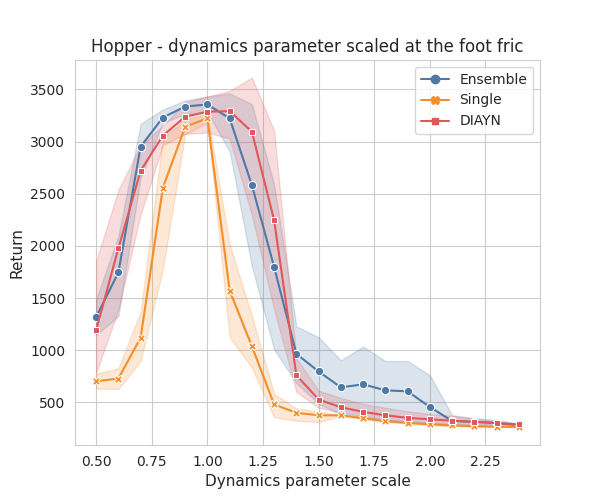 Hopper - dynamics parameter scaled at the foot fric
Ensemble
Single
DIAYN
3500
3000
2500
2000
1500
1000
500
Return
0.50 0.75 1.00 1.25 1.50 1.75 2.00 2.25
Dynamics parameter scale